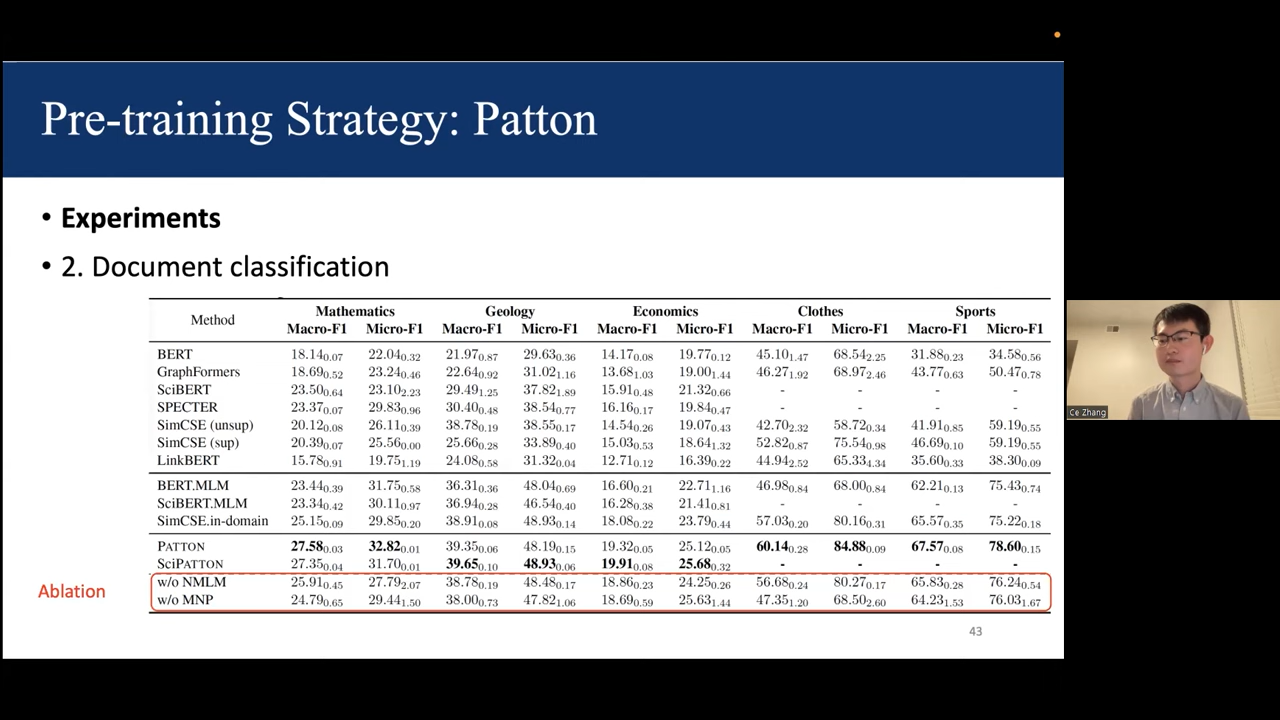 Pre-training Strategy: Patton
• Experiments
• 2. Document classification
Method Mathematics Geology Economics Clothes Sports
Macro-F1 Micro-F1 Macro-F1 Micro-F1 Macro-F1 Micro-F1 Macro-F1 Micro-F1 Macro-F1 Micro-F1
BERT 18.14 0.07 22.04 0.32 21.97 0.87 29.63 0.36 14.17 0.08 19.77 0.12 45.10 1.47 68.54 2.25 31.88 0.23 34.58 0.56
GraphFormers 18.69 0.52 23.24 0.46 22.64 0.92 31.02 1.16 13.68 1.03 19.00 1.44 46.27 1.92 68.97 2.46 43.77 0.63 50.47 0.78
SciBERT 23.50 0.64 23.10 2.23 29.49 1.25 37.82 1.89 15.91 0.48 21.32 0.66 - - - -
SPECTER 23.37 0.07 29.83 0.96 30.40 0.48 38.54 0.77 16.16 0.17 19.84 0.47 - - - -
SimCSE (unsup) 20.12 0.08 26.11 0.39 38.78 0.19 38.55 0.17 14.54 0.26 19.07 0.43 42.70 2.32 58.72 0.34 41.91 0.85 59.19 0.55
SimCSE (sup) 20.39 0.07 25.56 0.00 25.66 0.28 33.89 0.40 15.03 0.53 18.64 1.32 52.82 0.87 75.54 0.98 46.69 0.10 59.19 0.55
LinkBERT 15.78 0.91 19.75 1.19 24.08 0.58 31.32 0.04 12.71 0.12 16.39 0.22 44.94 2.52 65.33 4.34 35.60 0.33 38.30 0.09
BERT.MLM 23.44 0.39 31.75 0.58 36.31 0.36 48.04 0.69 16.60 0.21 22.71 1.16 46.98 0.84 68.00 0.84 62.21 0.13 75.43 0.74
SciBERT.MLM 23.34 0.42 30.11 0.97 36.94 0.28 46.54 0.40 16.28 0.38 21.41 0.81 - - - -
SimCSE.in-domain 25.15 0.09 29.85 0.20 38.91 0.08 48.93 0.14 18.08 0.22 23.79 0.44 57.03 0.20 80.16 0.31 65.57 0.35 75.22 0.18
PATTON 27.58 0.03 32.82 0.01 39.35 0.06 48.19 0.15 19.32 0.05 25.12 0.05 60.14 0.28 84.88 0.09 67.57 0.08 78.60 0.15
SciPATTON 27.35 0.04 31.70 0.01 39.65 0.10 48.93 0.06 19.91 0.08 25.68 0.32 - - - -
w/o NMLM 25.91 0.45 27.79 2.07 38.78 0.19 48.48 0.17 18.86 0.23 24.25 0.26 56.68 0.24 80.27 0.17 65.83 0.28 76.24 0.54
w/o MNP 24.79 0.65 29.44 1.50 38.00 0.73 47.82 1.06 18.69 0.59 25.63 1.44 47.35 1.20 68.50 2.60 64.23 1.53 76.03 1.67
Ablation
43
Ce Zhang